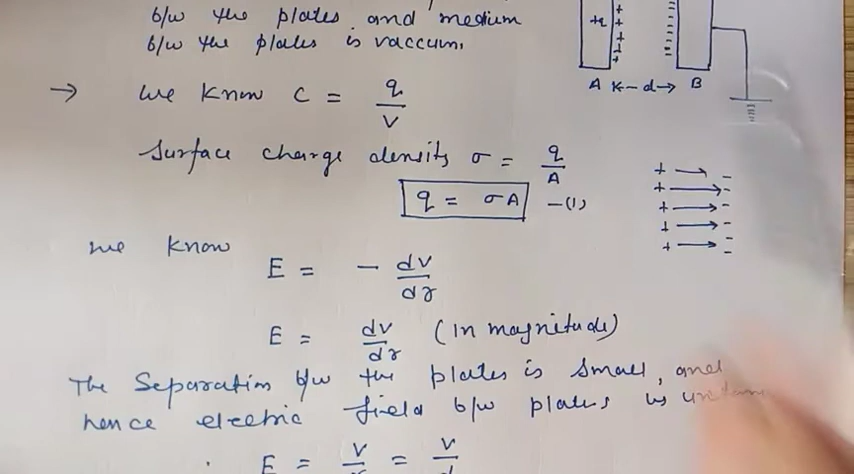 b/w the plates and medium
b/w the plates is vaccum.
+q
A k-d→ B
→ we know c = q/v
Surface charge density σ = q/A
q = σA -(1)
we know
E = - dv/dr
E = dv/dr (in magnitude)
The Separation b/w the plates is small, and
hence electric field b/w plates is
E = v/r = v/d